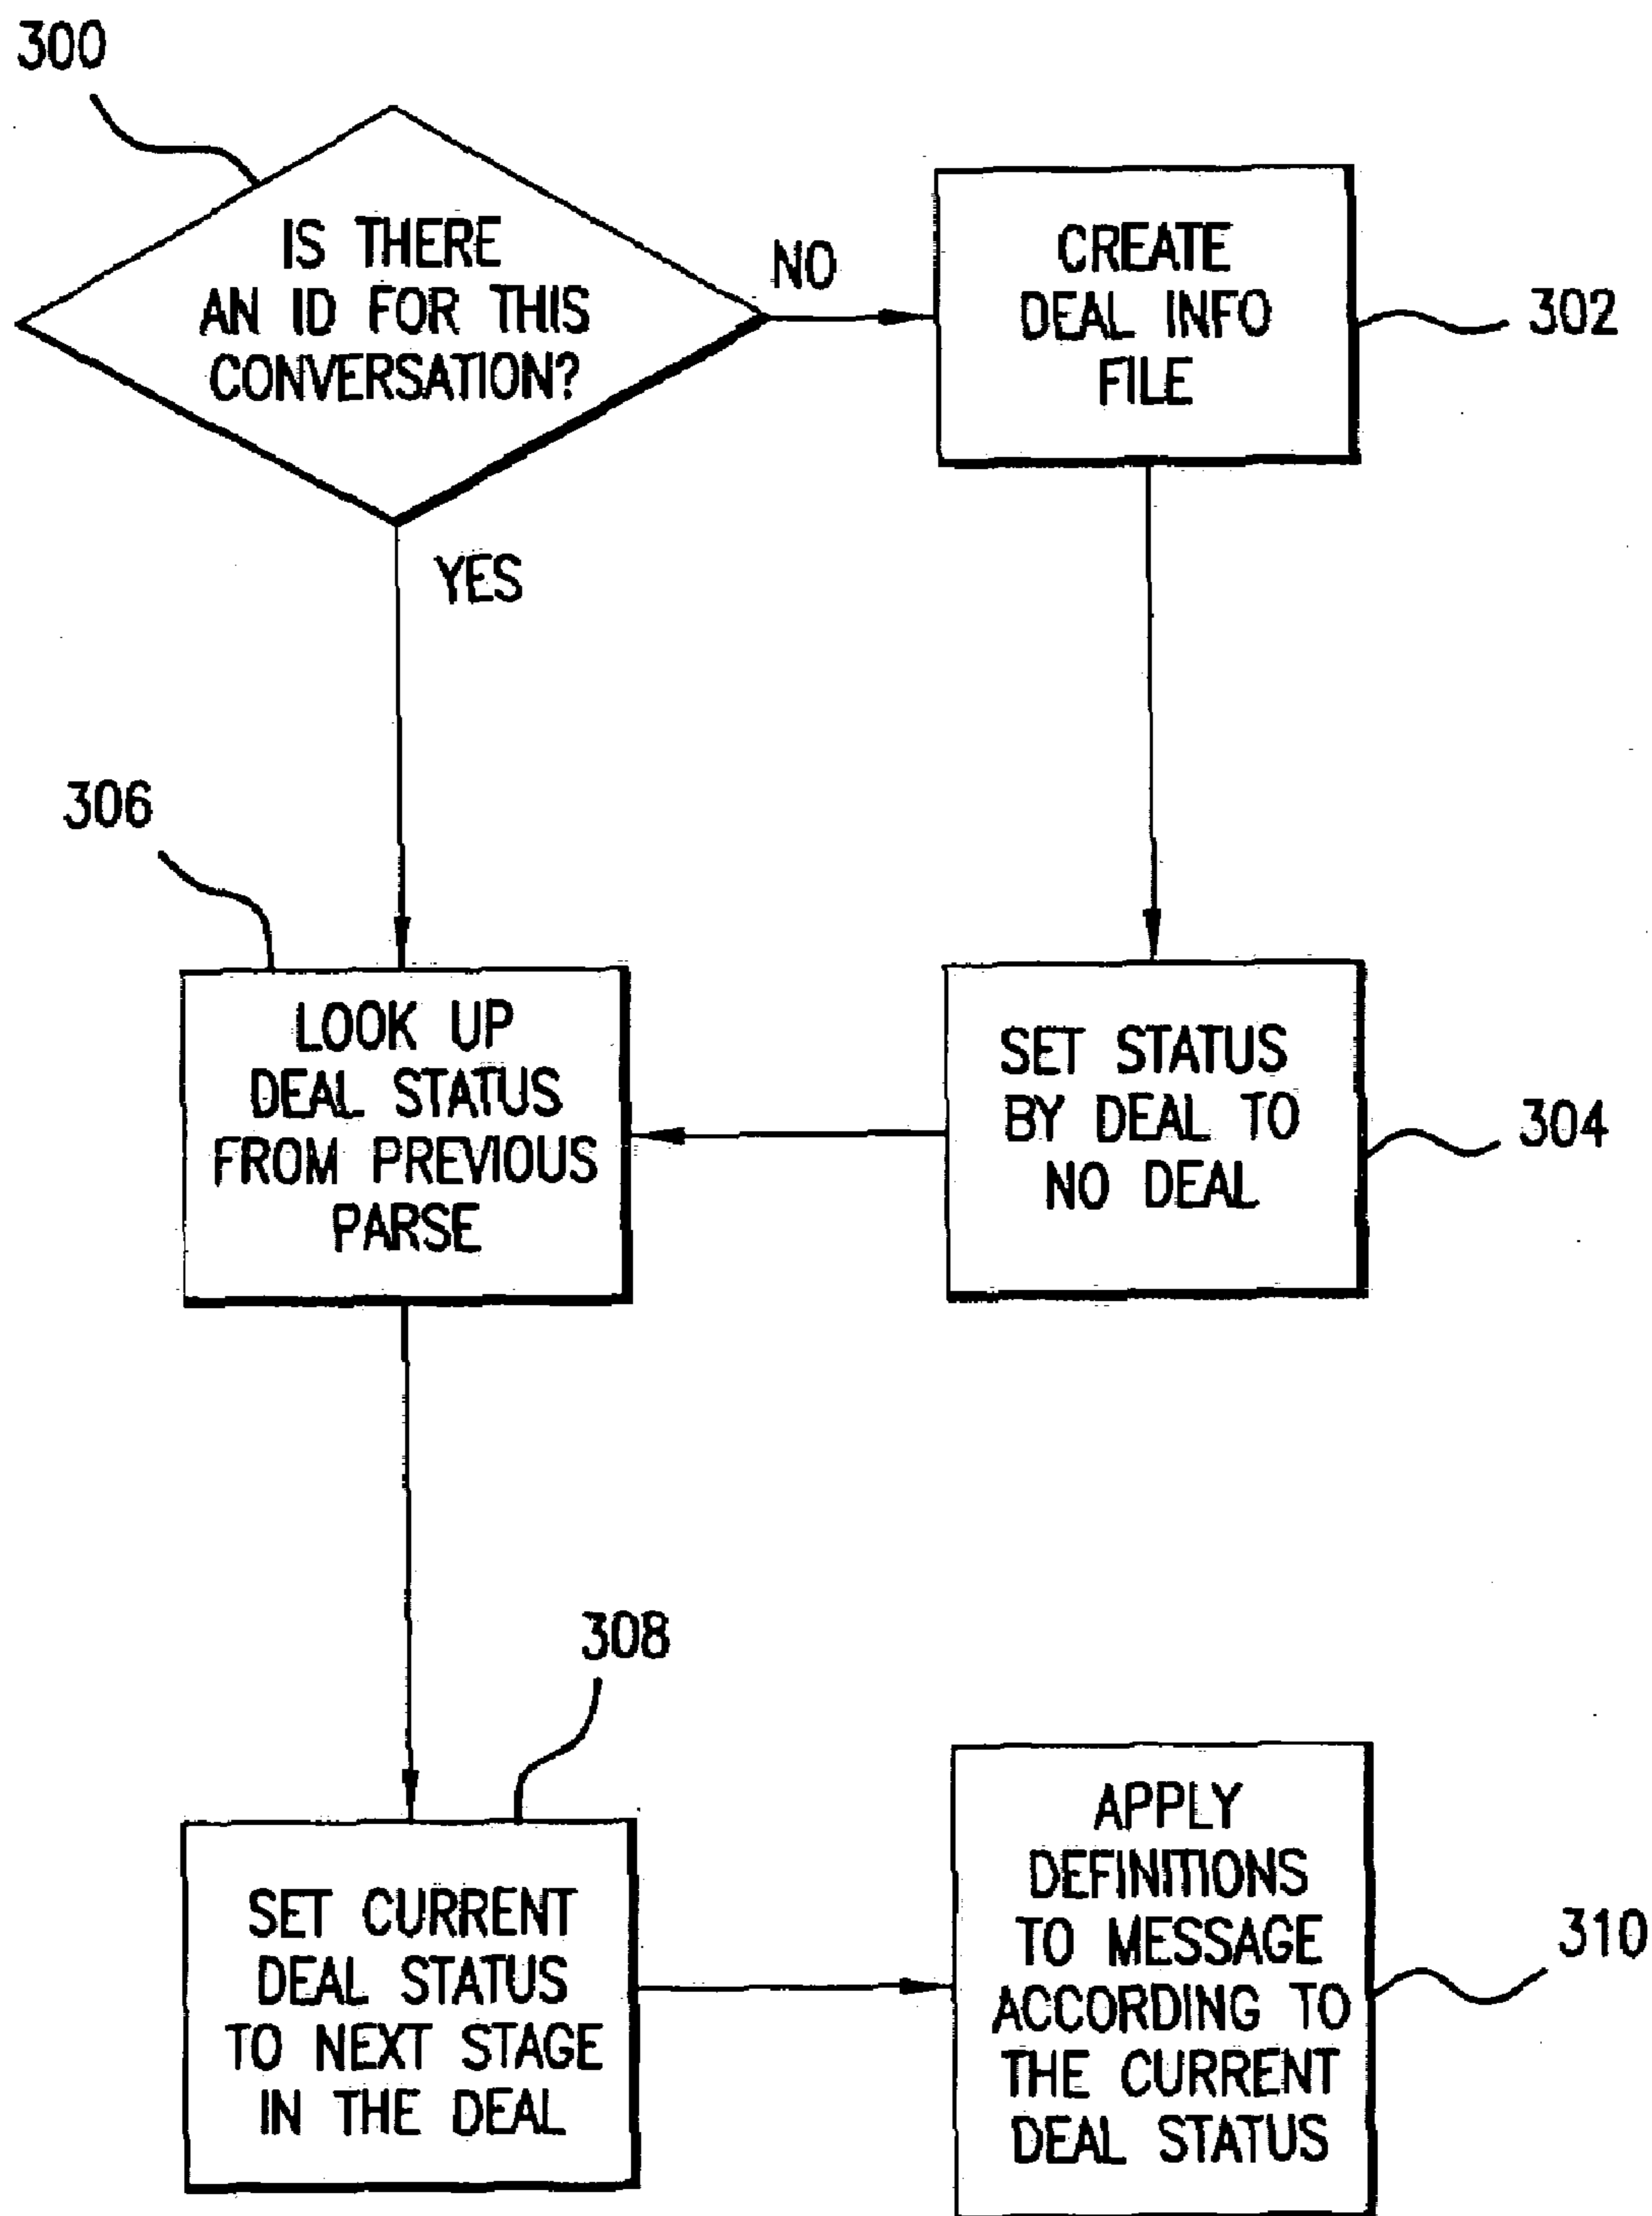 300
IS THERE
AN ID FOR THIS
CONVERSATION?
NO
CREATE
DEAL INFO
FILE
302
YES
306
LOOK UP
DEAL STATUS
FROM PREVIOUS
PARSE
SET STATUS
BY DEAL TO
NO DEAL
304
308
SET CURRENT
DEAL STATUS
TO NEXT STAGE
IN THE DEAL
APPLY
DEFINITIONS
TO MESSAGE
ACCORDING TO
THE CURRENT
DEAL STATUS
310